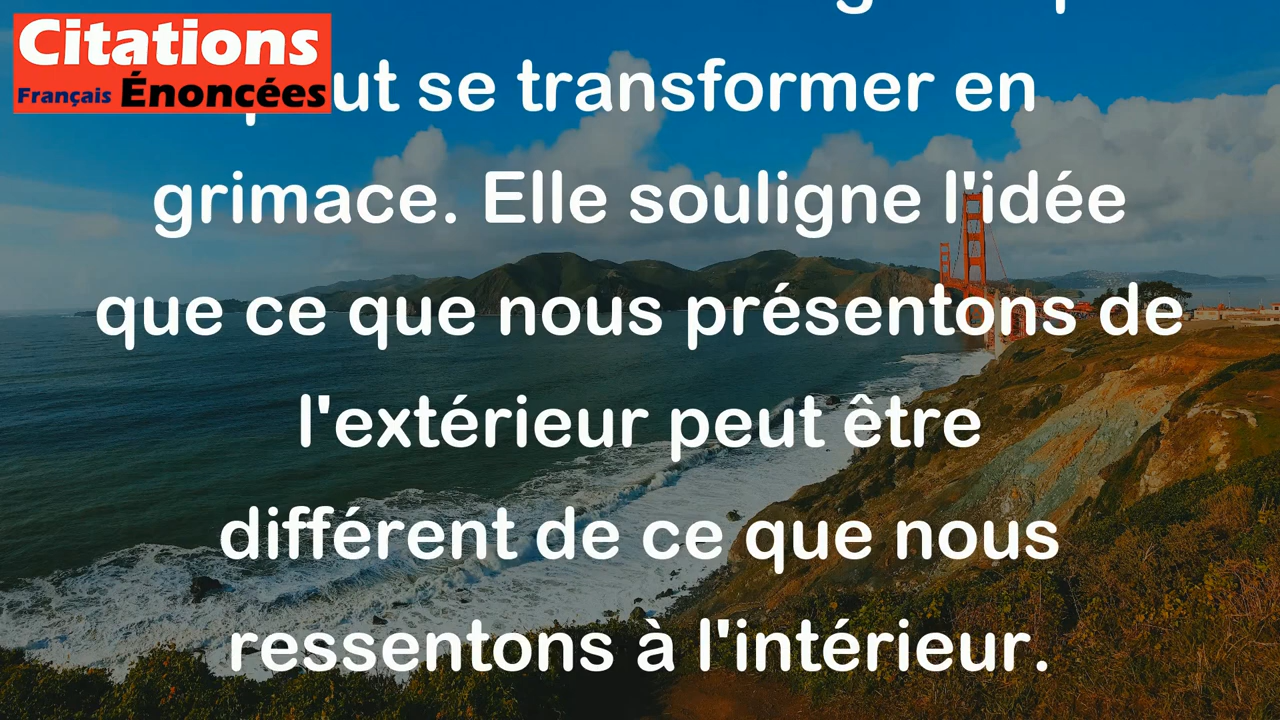 Citations
Français Énoncées
ut se transformer en
grimace. Elle souligne l'idée
que ce que nous présentons de
l'extérieur peut être
différent de ce que nous
ressentons à l'intérieur.